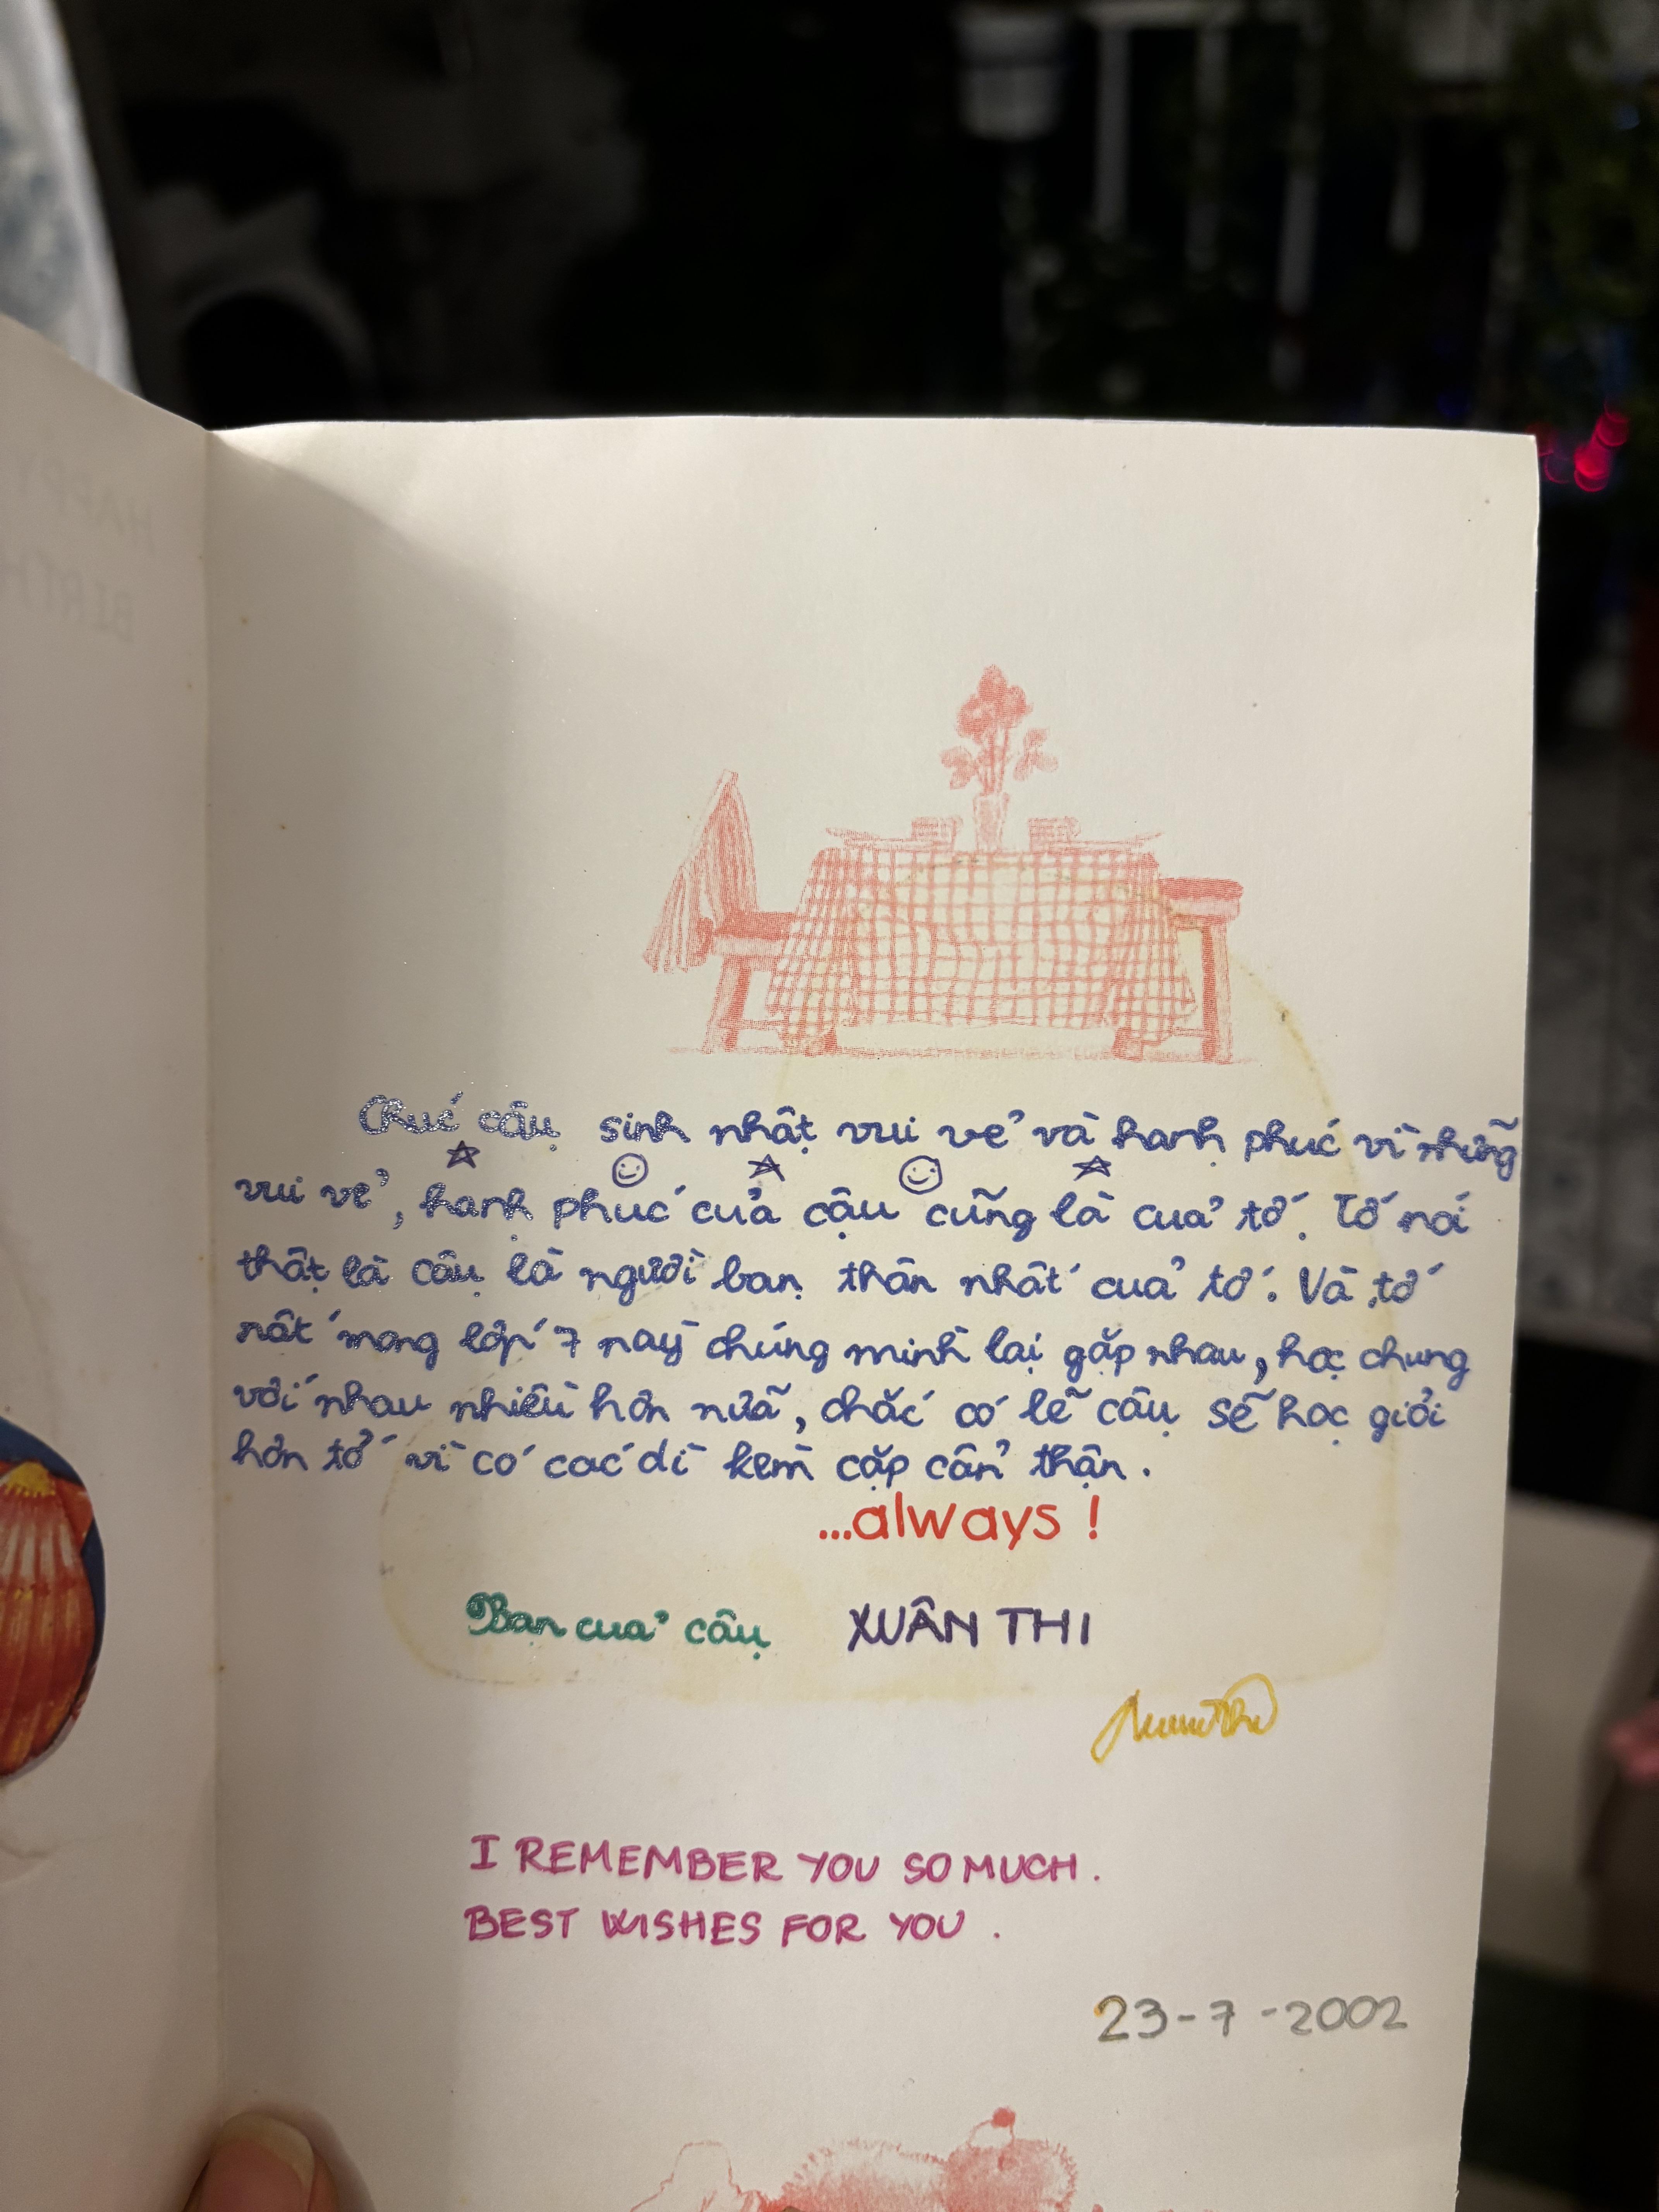 HAPPY
BIRTH
Chúc cậu sinh nhật vui vẻ và hạnh phúc vì những
vui vẻ, hạnh phúc của cậu cũng là của tớ. Tớ nói
thật là cậu là người bạn thân nhất của tớ. Và tớ
rất mong lớp 7 này chúng mình lại gặp nhau, học chung
với nhau nhiều hơn nữa, chắc có lẽ cậu sẽ học giỏi
hơn tớ vì có các dì kèm cặp cẩn thận.
...always !
Bạn của cậu XUÂN THI
I REMEMBER YOU SO MUCH.
BEST WISHES FOR YOU.
23-7-2002